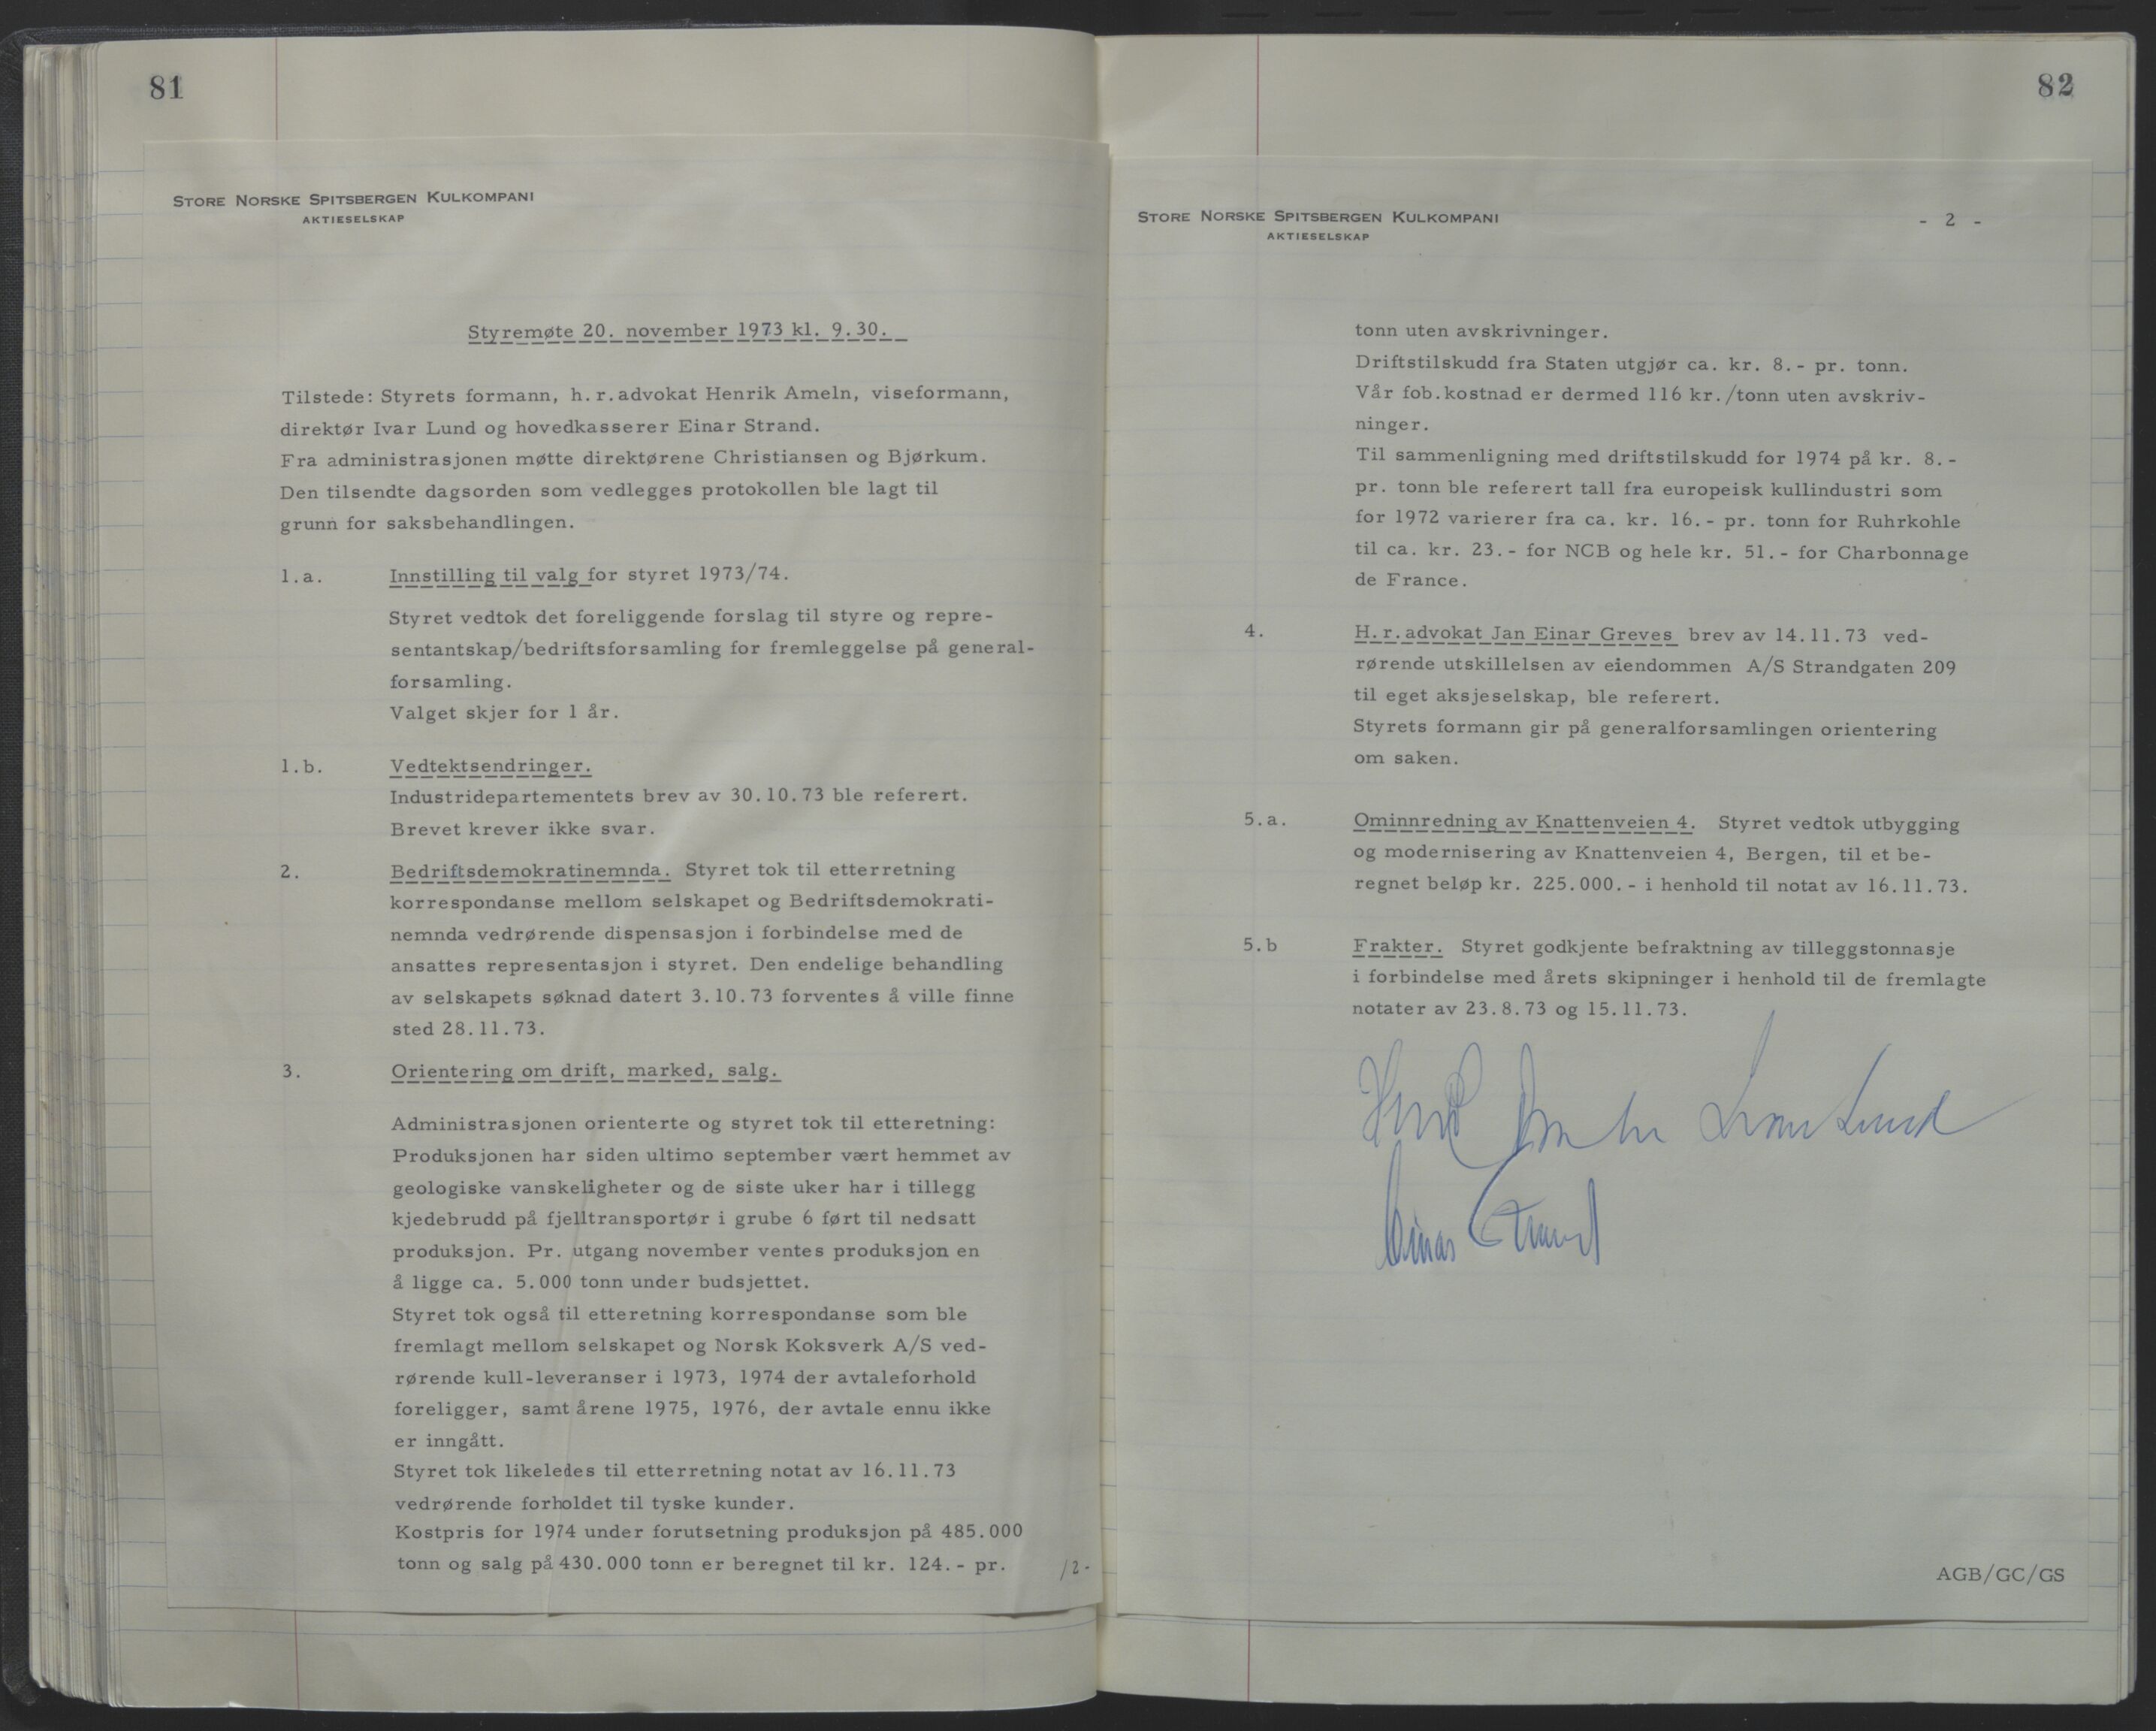 81
STORE NORSKE SPITSBERGEN KULKOMPANI
AKTIESELSKAP
Styremøte 20. november 1973 kl. 9.30.
Tilstede: Styrets formann, h.r.advokat Henrik Ameln, viseformann,
direktør Ivar Lund og hovedkasserer Einar Strand.
Fra administrasjonen møtte direktørene Christiansen og Bjørkum.
Den tilsendte dagsorden som vedlegges protokollen ble lagt til
grunn for saksbehandlingen.
1.a. Innstilling til valg for styret 1973/74.
Styret vedtok det foreliggende forslag til styre og repre-
sentantskap/bedriftsforsamling for fremleggelse på general-
forsamling.
Valget skjer for 1 år.
1.b. Vedtektsendringer.
Industridepartementets brev av 30.10.73 ble referert.
Brevet krever ikke svar.
2. Bedriftsdemokratinemnda. Styret tok til etterretning
korrespondanse mellom selskapet og Bedriftsdemokrati-
nemnda vedrørende dispensasjon i forbindelse med de
ansattes representasjon i styret. Den endelige behandling
av selskapets søknad datert 3.10.73 forventes å ville finne
sted 28.11.73.
3. Orientering om drift, marked, salg.
Administrasjonen orienterte og styret tok til etteretning:
Produksjonen har siden ultimo september vært hemmet av
geologiske vanskeligheter og de siste uker har i tillegg
kjedebrudd på fjelltransportør i grube 6 ført til nedsatt
produksjon. Pr. utgang november ventes produksjon en
å ligge ca. 5.000 tonn under budsjettet.
Styret tok også til etteretning korrespondanse som ble
fremlagt mellom selskapet og Norsk Koksverk A/S ved-
rørende kull-leveranser i 1973, 1974 der avtaleforhold
foreligger, samt årene 1975, 1976, der avtale ennu ikke
er inngått.
Styret tok likeledes til etterretning notat av 16.11.73
vedrørende forholdet til tyske kunder.
Kostpris for 1974 under forutsetning produksjon på 485.000
tonn og salg på 430.000 tonn er beregnet til kr. 124.- pr.
/2-
82
STORE NORSKE SPITSBERGEN KULKOMPANI
AKTIESELSKAP
- 2 -
tonn uten avskrivninger.
Driftstilskudd fra Staten utgjør ca. kr. 8.- pr. tonn.
Vår fob.kostnad er dermed 116 kr./tonn uten avskriv-
ninger.
Til sammenligning med driftstilskudd for 1974 på kr. 8.-
pr. tonn ble referert tall fra europeisk kullindustri som
for 1972 varierer fra ca. kr. 16.- pr. tonn for Ruhrkohle
til ca. kr. 23.- for NCB og hele kr. 51.- for Charbonnage
de France.
4. H.r.advokat Jan Einar Greves brev av 14.11.73 ved-
rørende utskillelsen av eiendommen A/S Strandgaten 209
til eget aksjeselskap, ble referert.
Styrets formann gir på generalforsamlingen orientering
om saken.
5.a. Ominnredning av Knattenveien 4. Styret vedtok utbygging
og modernisering av Knattenveien 4, Bergen, til et be-
regnet beløp kr. 225.000.- i henhold til notat av 16.11.73.
5.b Frakter. Styret godkjente befraktning av tilleggstonnasje
i forbindelse med årets skipninger i henhold til de fremlagte
notater av 23.8.73 og 15.11.73.
Henrik Ameln Ivar Lund
Einar Strand
AGB/GC/GS